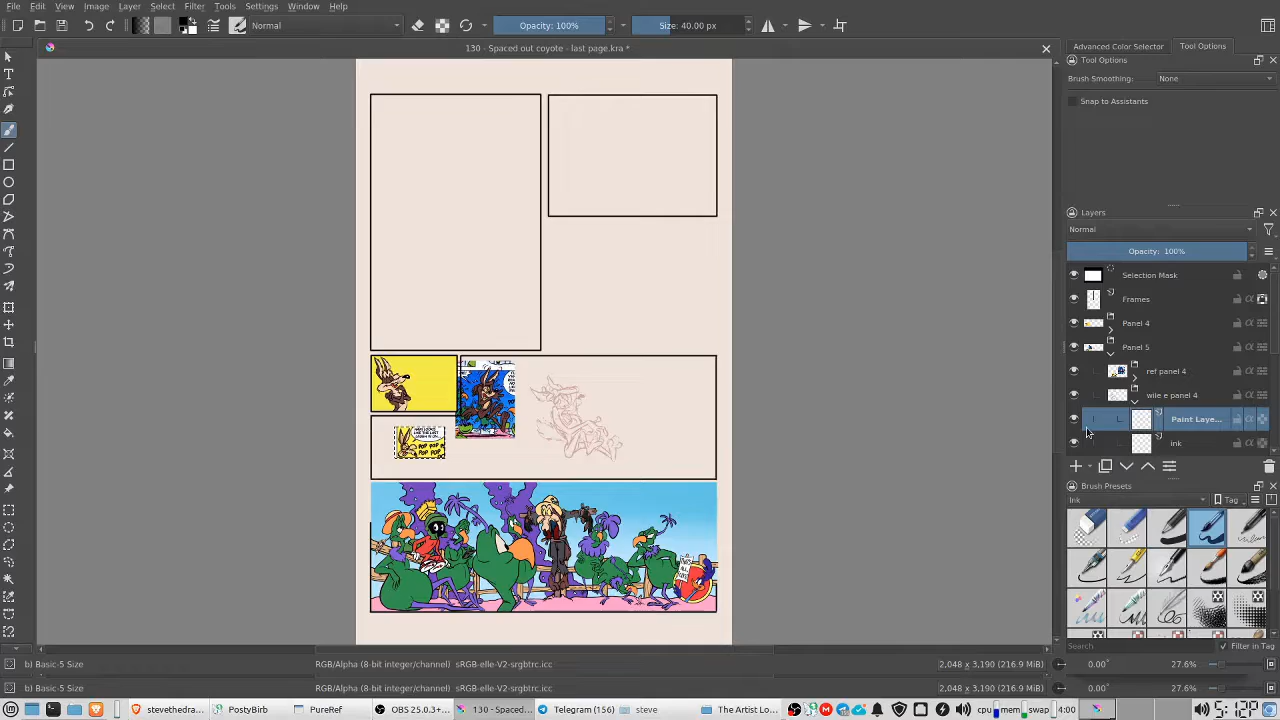 File Edit View Image Layer Select Filter Tools Settings Window Help
Normal
Opacity: 100%
Size: 40.00 px
130 - Spaced out coyote - last page.kra *
Advanced Color Selector
Tool Options
Tool Options
Brush Smoothing:
None
Snap to Assistants
Layers
Normal
Opacity: 100%
Selection Mask
Frames
Panel 4
Panel 5
ref panel 4
wile e panel 4
Paint Laye...
ink
Brush Presets
Ink
Tag
POP POP
POP POP
Search
Filter in Tag
b) Basic-5 Size
RGB/Alpha (8-bit integer/channel) sRGB-elle-V2-srgbtrc.icc
2,048 x 3,190 (216.9 MiB)
0.00°
27.6%
b) Basic-5 Size
RGB/Alpha (8-bit integer/channel) sRGB-elle-V2-srgbtrc.icc
2,048 x 3,190 (216.9 MiB)
0.00°
27.6%
stevethedra...
PostyBirb
PureRef
OBS 25.0.3+...
130 - Spaced...
Telegram (156)
steve
The Artist Lo...
cpu
mem
swap
4:00